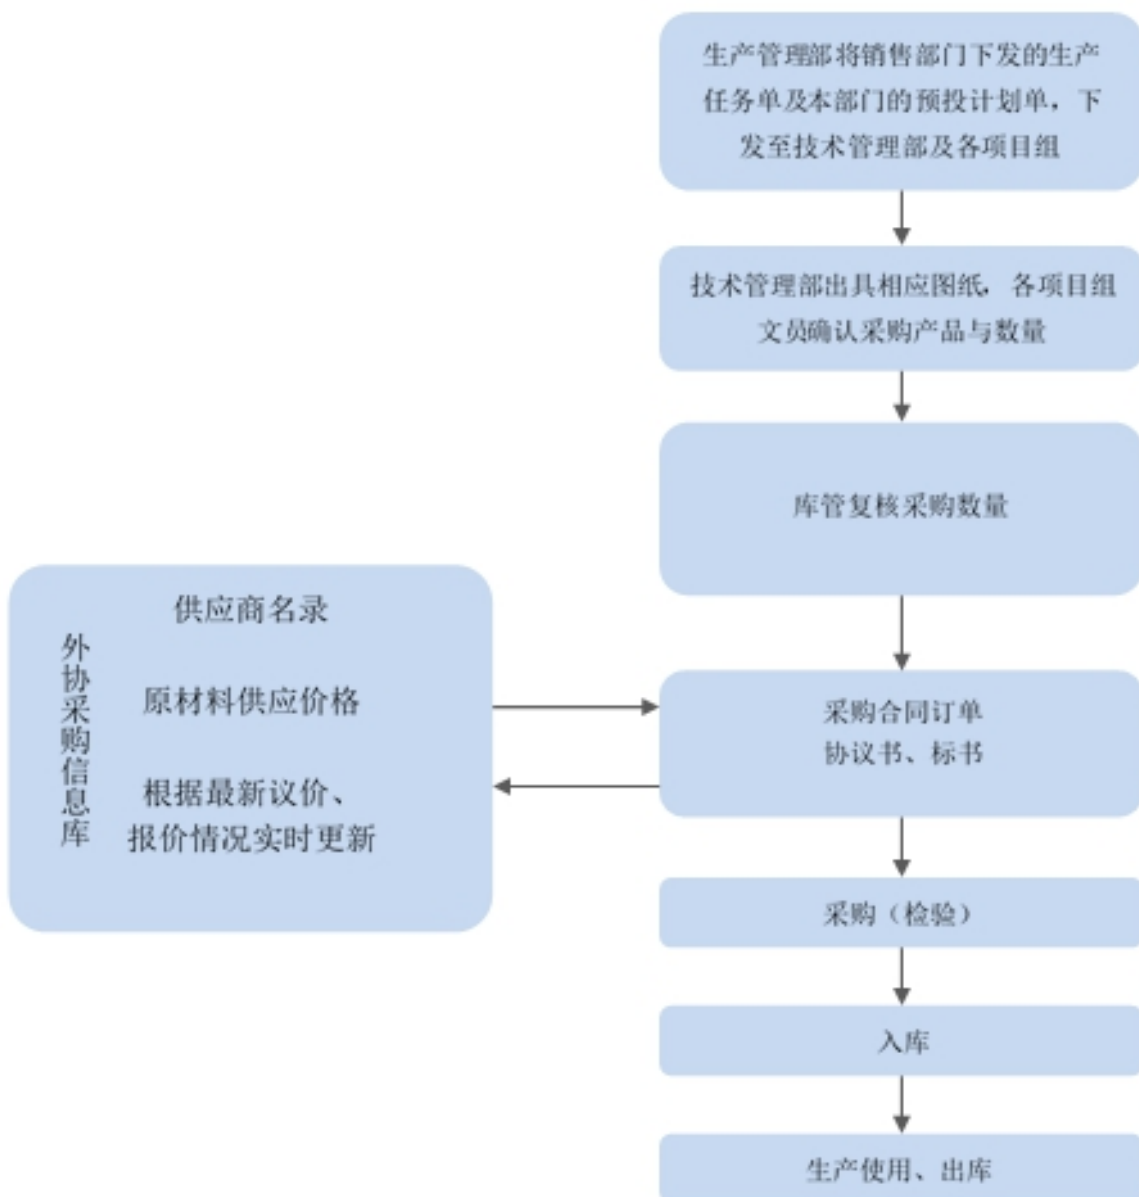 生产管理部将销售部门下发的生产
任务单及本部门的预投计划单，下
发至技术管理部及各项目组
技术管理部出具相应图纸，各项目组
文员确认采购产品与数量
库管复核采购数量
外协采购信息库
供应商名录
原材料供应价格
根据最新议价、
报价情况实时更新
采购合同订单
协议书、标书
采购（检验）
入库
生产使用、出库